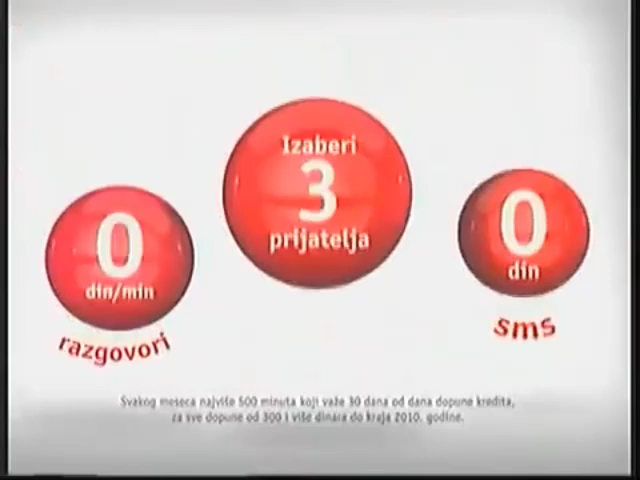 Izaberi
3
prijatelja
0
din/min
razgovori
0
din
sms
Svakog meseca najviše 500 minuta koji važe 30 dana od dana dopune kredita,
za sve dopune od 300 i više dinara do kraja 2010. godine.